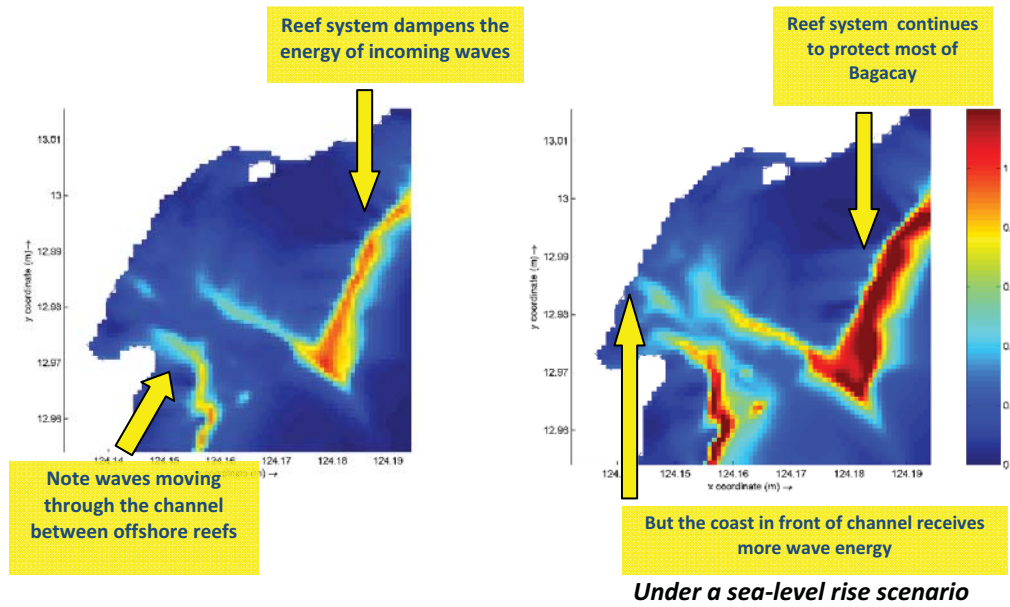 Reef system dampens the
energy of incoming waves
Reef system continues
to protect most of
Bagacay
13.01
13
12.99
12.98
12.97
12.96
y coordinate (m) →
124.14
124.15
124.16
124.17
124.18
124.19
coordinate (m) →
Note waves moving
through the channel
between offshore reefs
13.01
13
12.99
12.98
12.97
12.96
y coordinate (m) →
124.15
124.16
124.17
124.18
124.19
x coordinate (m) →
But the coast in front of channel receives
more wave energy
Under a sea-level rise scenario